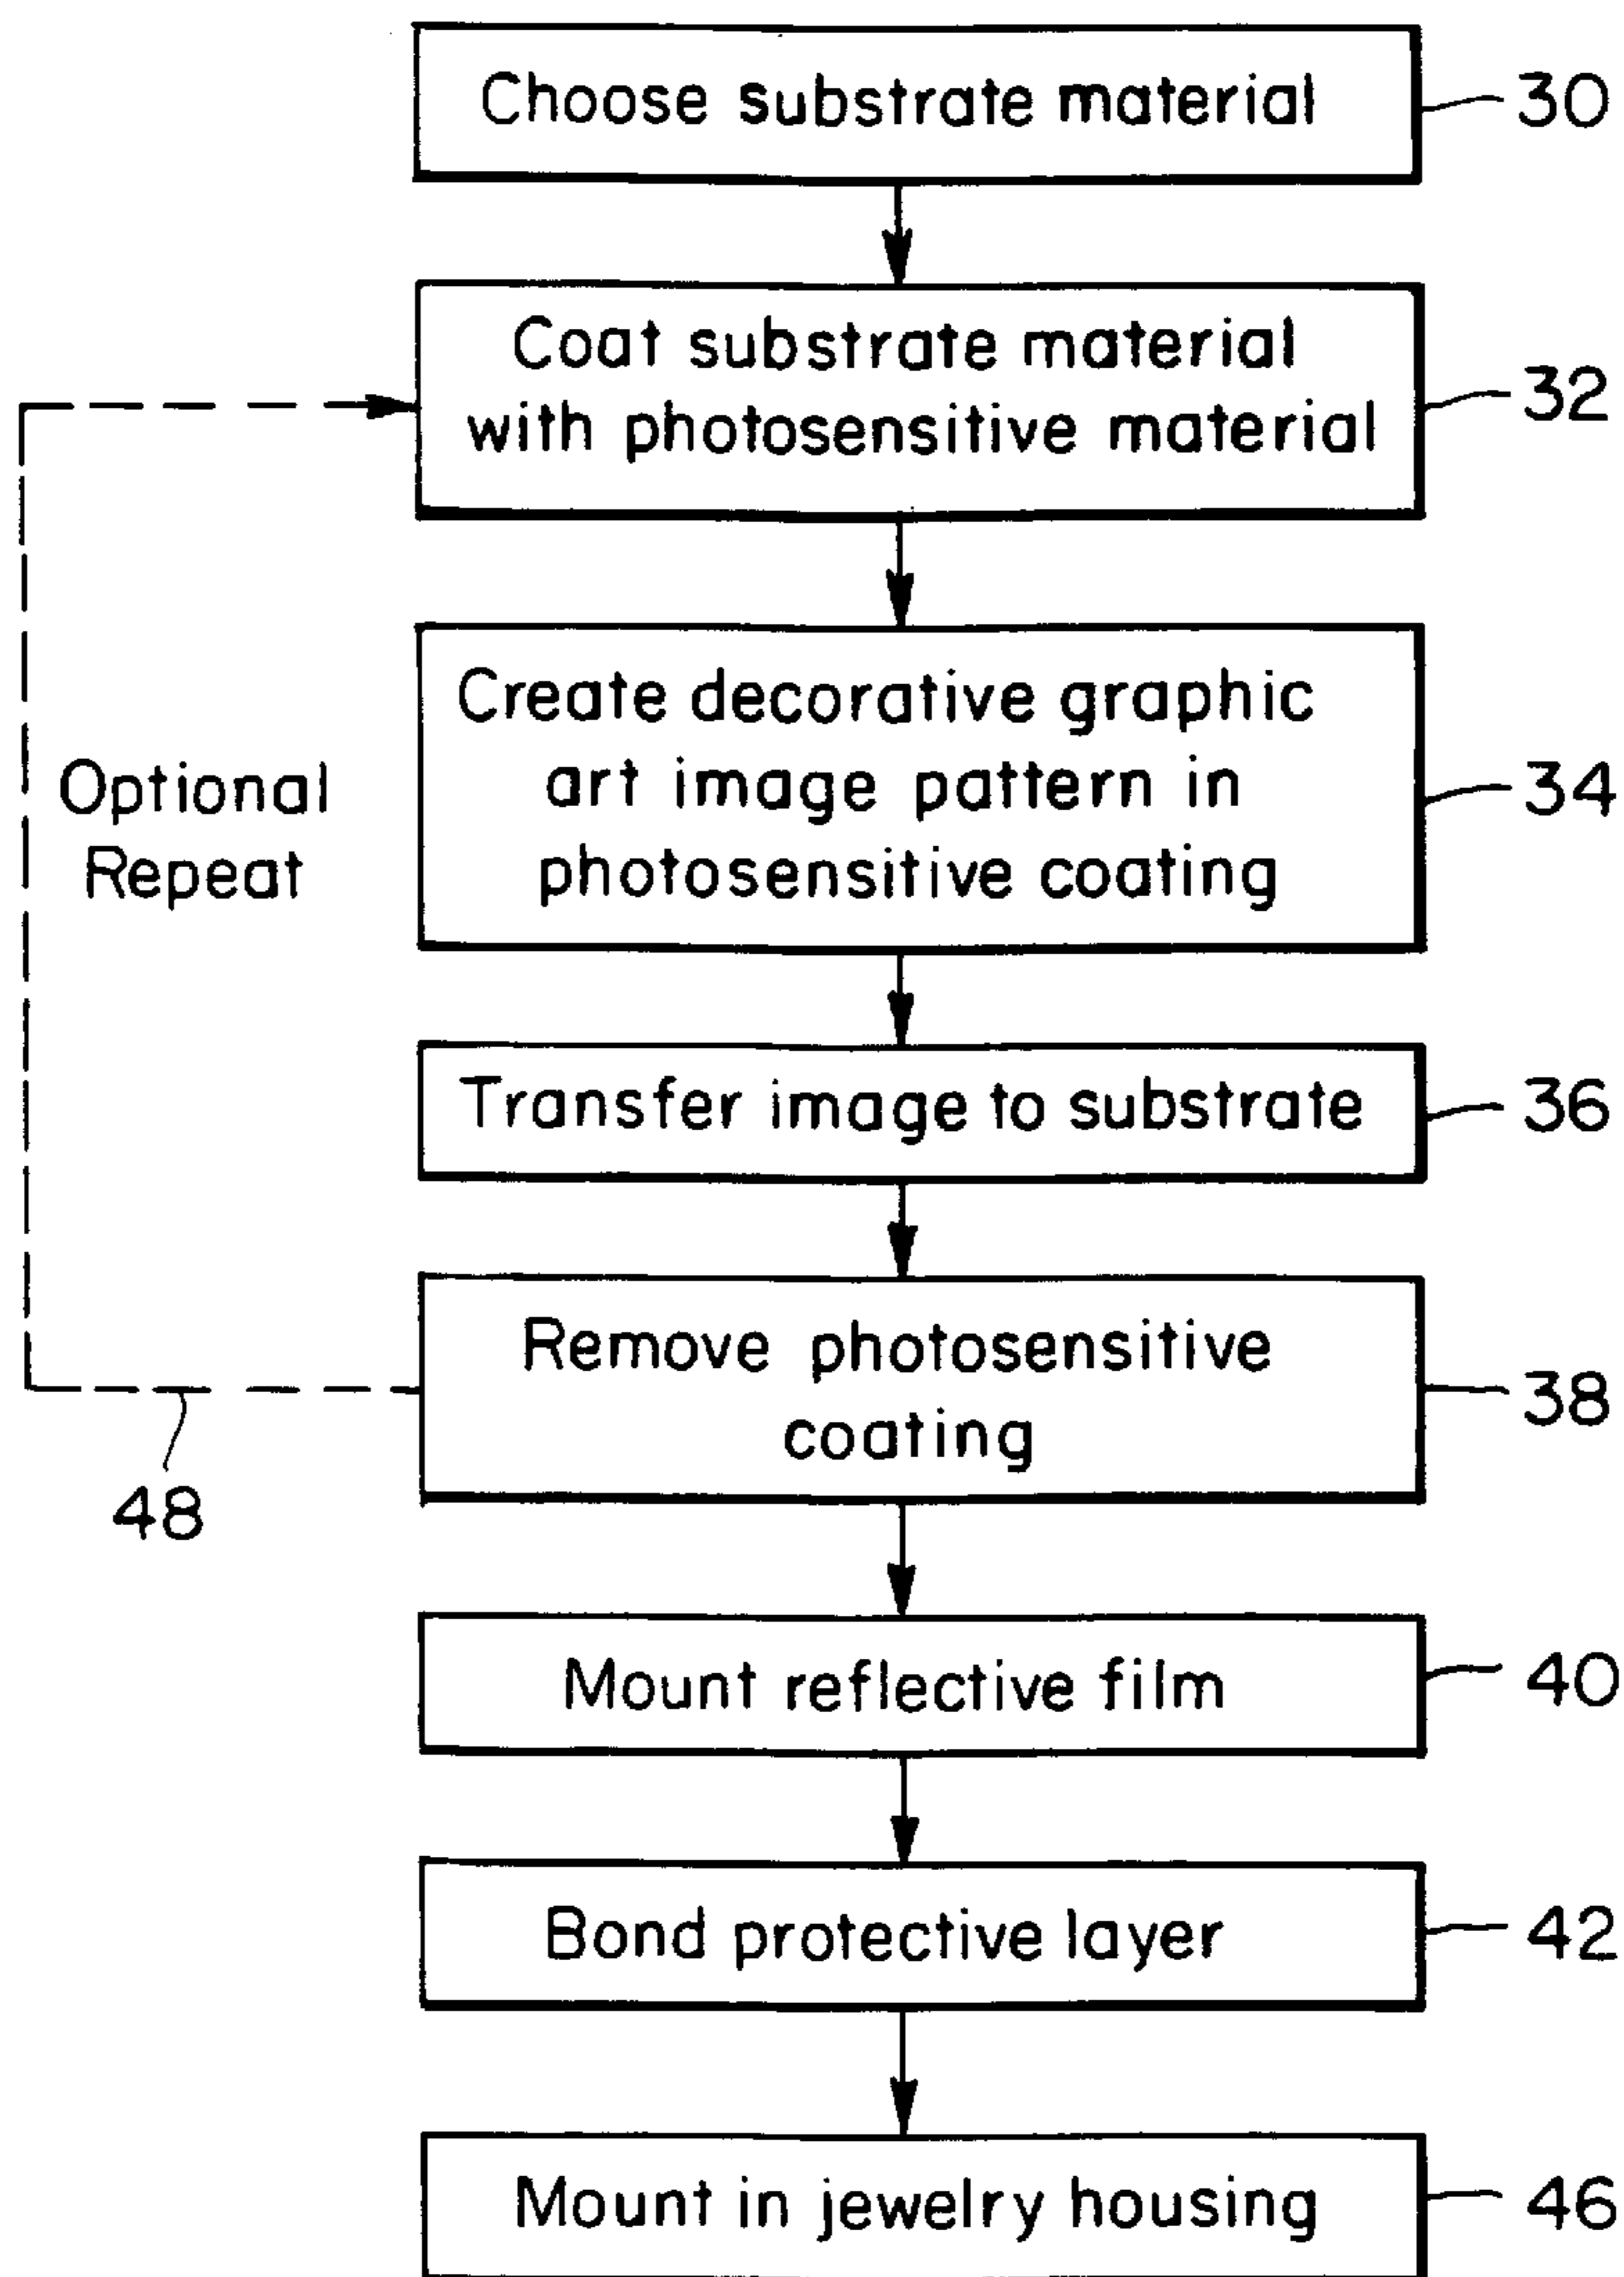 Choose substrate material
30
Coat substrate material
with photosensitive material
32
Create decorative graphic
art image pattern in
photosensitive coating
34
Optional
Repeat
Transfer image to substrate
36
Remove photosensitive
coating
38
48
Mount reflective film
40
Bond protective layer
42
Mount in jewelry housing
46